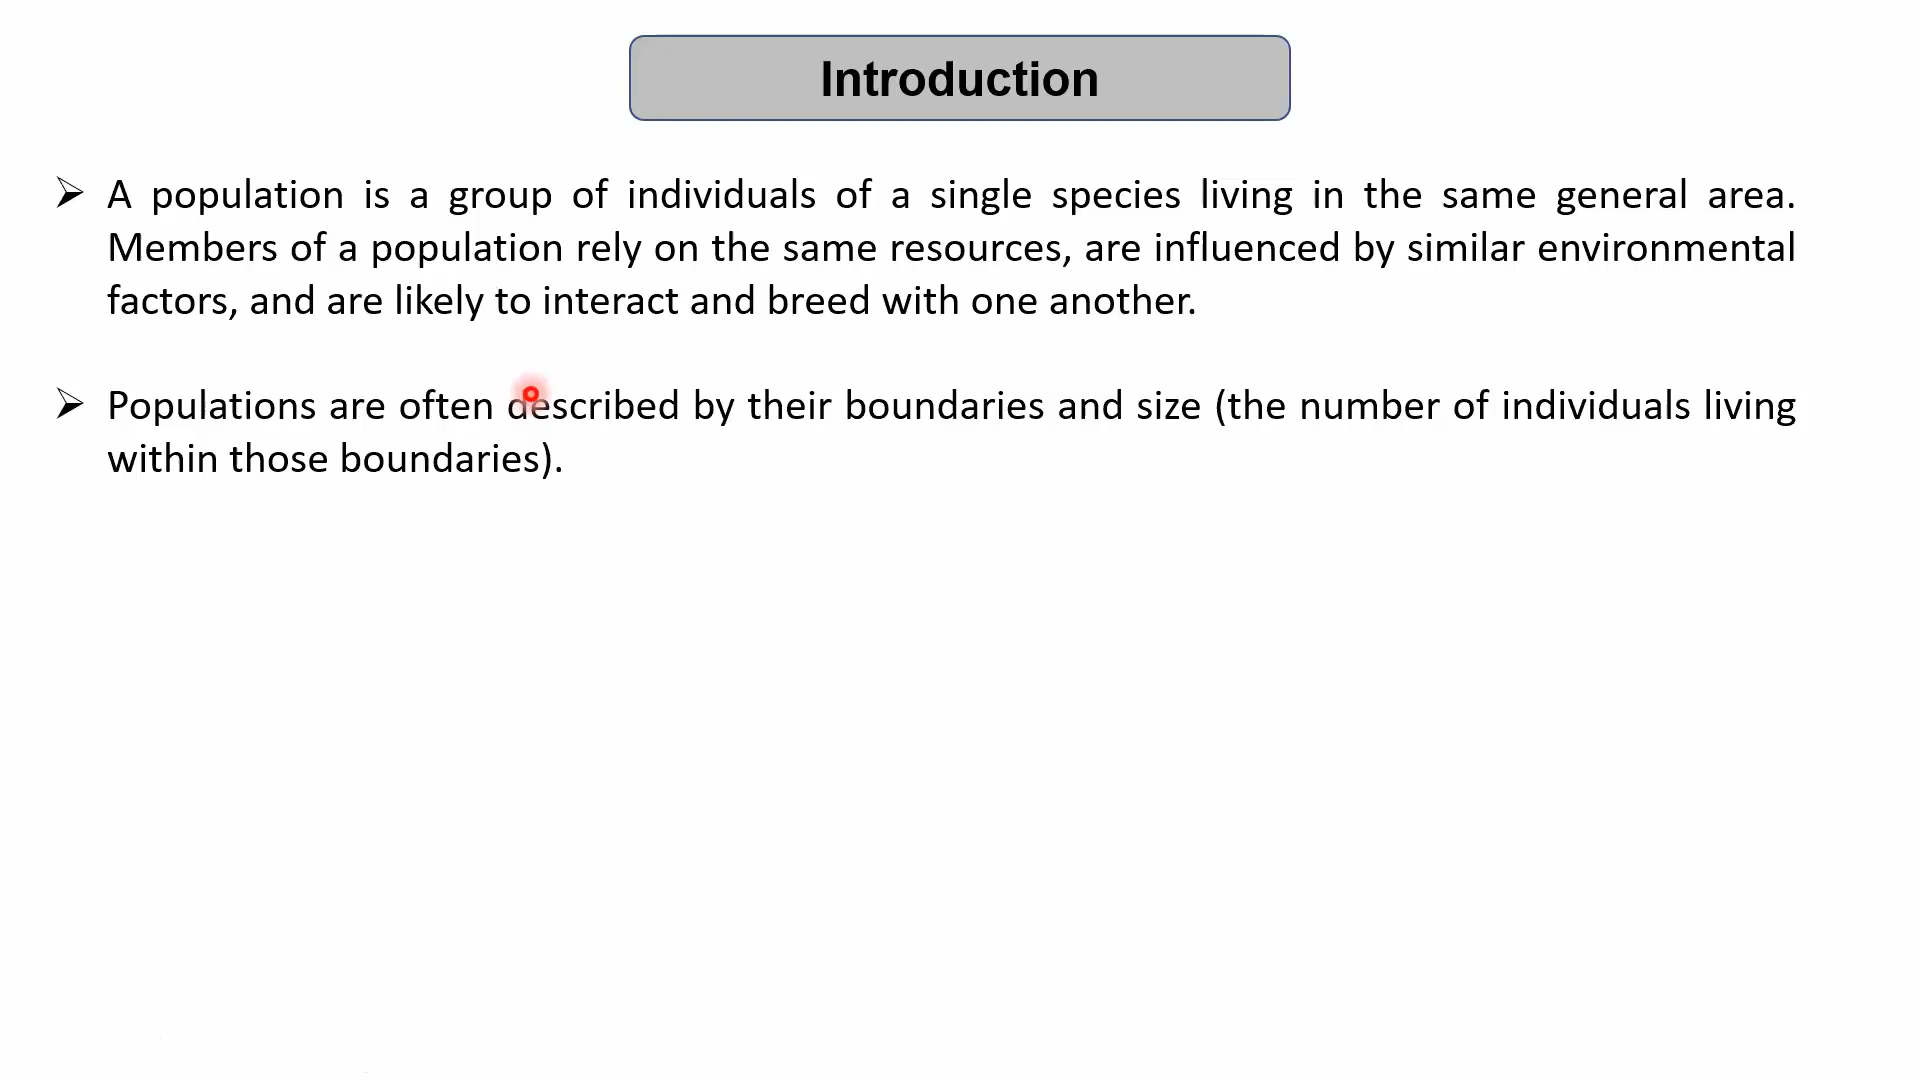 Introduction
A population is a group of individuals of a single species living in the same general area.
Members of a population rely on the same resources, are influenced by similar environmental
factors, and are likely to interact and breed with one another.
Populations are often described by their boundaries and size (the number of individuals living
within those boundaries).